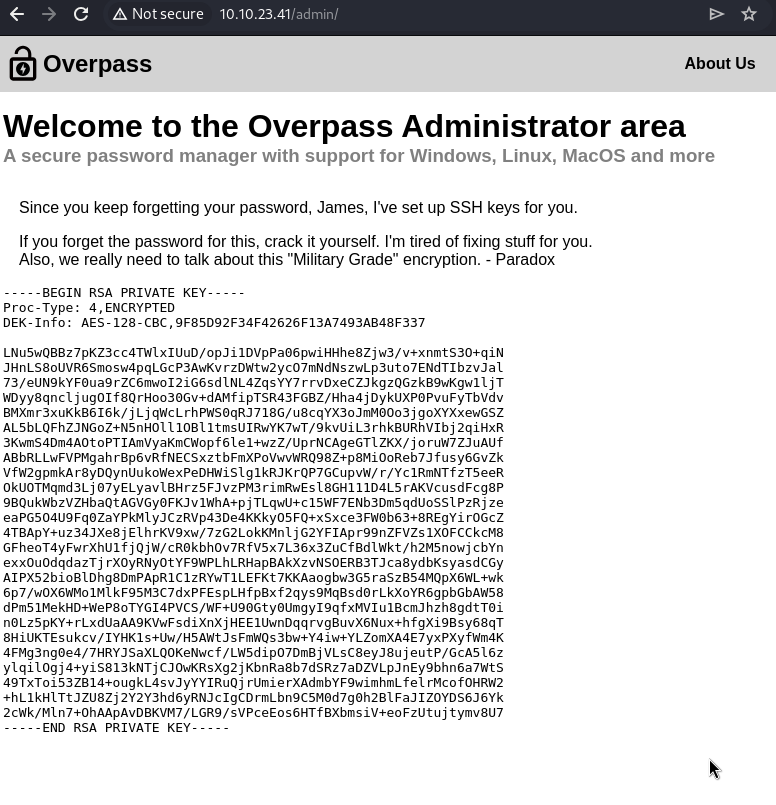 Not secure
10.10.23.41/admin/
Overpass
About Us
Welcome to the Overpass Administrator area
A secure password manager with support for Windows, Linux, MacOS and more
Since you keep forgetting your password, James, I've set up SSH keys for you.
If you forget the password for this, crack it yourself. I'm tired of fixing stuff for you.
Also, we really need to talk about this "Military Grade" encryption. - Paradox
-----BEGIN RSA PRIVATE KEY-----
Proc-Type: 4,ENCRYPTED
DEK-Info: AES-128-CBC,9F85D92F34F42626F13A7493AB48F337
LNu5wQBBz7pKZ3cc4TWlxIUuD/opJi1DVpPa06pwiHHhe8Zjw3/v+xnmtS3O+qiN
JHnLS8oUVR6Smosw4pqLGcP3AwKvrzDWtw2ycO7mNdNszwLp3uto7ENdTIbzvJal
73/eUN9kYF0ua9rZC6mwoI2iG6sdlNL4ZqsYY7rrvDxeCZJkgzQGzkB9wKgw1ljT
WDyy8qncljugOIf8QrHoo30Gv+dAMfipTSR43FGBZ/Hha4jDykUXP0PvuFyTbVdv
BMXmr3xuKkB6I6k/jLjqWcLrhPWS0qRJ718G/u8cqYX3oJmM0Oo3jgoXYXxewGSZ
AL5bLQFhZJNGoZ+N5nHOll1OBl1tmsUIRwYK7wT/9kvUiL3rhkBURhVIbj2qiHxR
3KwmS4Dm4AOtoPTIAmVyaKmCWopf6le1+wzZ/UprNCAgeGTlZKX/joruW7ZJuAUf
ABbRLLwFVPMgahrBp6vRfNECSxztbFmXPoVwvWRQ98Z+p8MiOoReb7Jfusy6GvZk
VfW2gpmkAr8yDQynUukoWexPeDHWiSlg1kRJKrQP7GCupvW/r/Yc1RmNTfzT5eeR
OkUOTMqmd3Lj07yELyavlBHrz5FJvzPM3rimRwEsl8GH111D4L5rAKVcusdFcg8P
9BQukWbzVZHbaQtAGVGy0FKJv1WhA+pjTLqwU+c15WF7ENb3Dm5qdUoSSlPzRjze
eaPG5O4U9Fq0ZaYPkMlyJCzRVp43De4KKkyO5FQ+xSxce3FW0b63+8REgYirOGcZ
4TBApY+uz34JXe8jElhrKV9xw/7zG2LokKMnljG2YFIApr99nZFVZs1XOFCCkcM8
GFheoT4yFwrXhU1fjQjW/cR0kbhOv7RfV5x7L36x3ZuCfBdlWkt/h2M5nowjcbYn
exxOuOdqdazTjrXOyRNyOtYF9WPLhLRHapBAkXzvNSOERB3TJca8ydbKsyasdCGy
AIPX52bioBlDhg8DmPApR1C1zRYwT1LEFKt7KKAaogbw3G5raSzB54MQpX6WL+wk
6p7/wOX6WMo1MlkF95M3C7dxPFEspLHfpBxf2qys9MqBsd0rLkXoYR6gpbGbAW58
dPm51MekHD+WeP8oTYGI4PVCS/WF+U90Gty0UmgyI9qfxMVIu1BcmJhzh8gdtT0i
n0Lz5pKY+rLxdUaAA9KVwFsdiXnXjHEE1UwnDqqrvgBuvX6Nux+hfgXi9Bsy68qT
8HiUKTEsukcv/IYHK1s+Uw/H5AWtJsFmWQs3bw+Y4iw+YLZomXA4E7yxPXyfWm4K
4FMg3ng0e4/7HRYJSaXLQOKeNwcf/LW5dipO7DmBjVLsC8eyJ8ujeutP/GcA5l6z
ylqilOgj4+yiS813kNTjCJOwKRsXg2jKbnRa8b7dSRz7aDZVLpJnEy9bhn6a7WtS
49TxToi53ZB14+ougkL4svJyYYIRuQjrUmierXAdmbYF9wimhmLfelrMcofOHRW2
+hL1kHlTtJZU8Zj2Y2Y3hd6yRNJcIgCDrmLbn9C5M0d7g0h2BlFaJIZOYDS6J6Yk
2cWk/Mln7+OhAApAvDBKVM7/LGR9/sVPceEos6HTfBXbmsiV+eoFzUtujtymv8U7
-----END RSA PRIVATE KEY-----